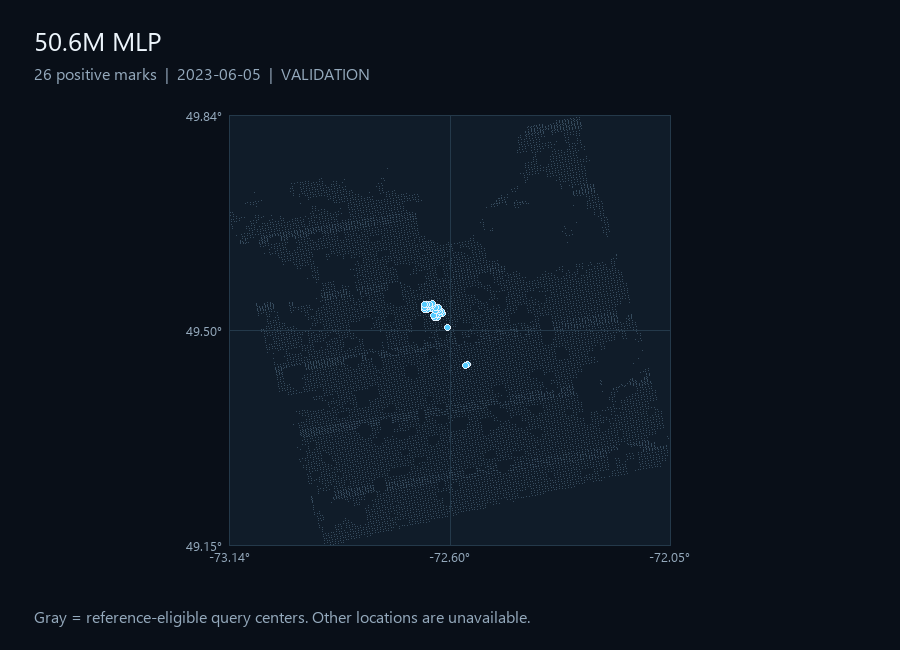 50.6M MLP
26 positive marks | 2023-06-05 | VALIDATION
49.84°
49.50°
49.15°
-73.14°
-72.60°
-72.05°
Gray = reference-eligible query centers. Other locations are unavailable.